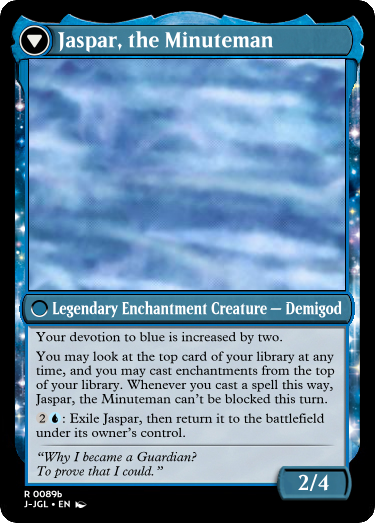 Jaspar, the Minuteman
Legendary Enchantment Creature — Demigod
Your devotion to blue is increased by two.
You may look at the top card of your library at any
time, and you may cast enchantments from the top
of your library. Whenever you cast a spell this way,
Jaspar, the Minuteman can't be blocked this turn.
2 : Exile Jaspar, then return it to the battlefield
under its owner's control.
“Why I became a Guardian?
To prove that I could.”
2/4
R 0089b
J-JGL • EN